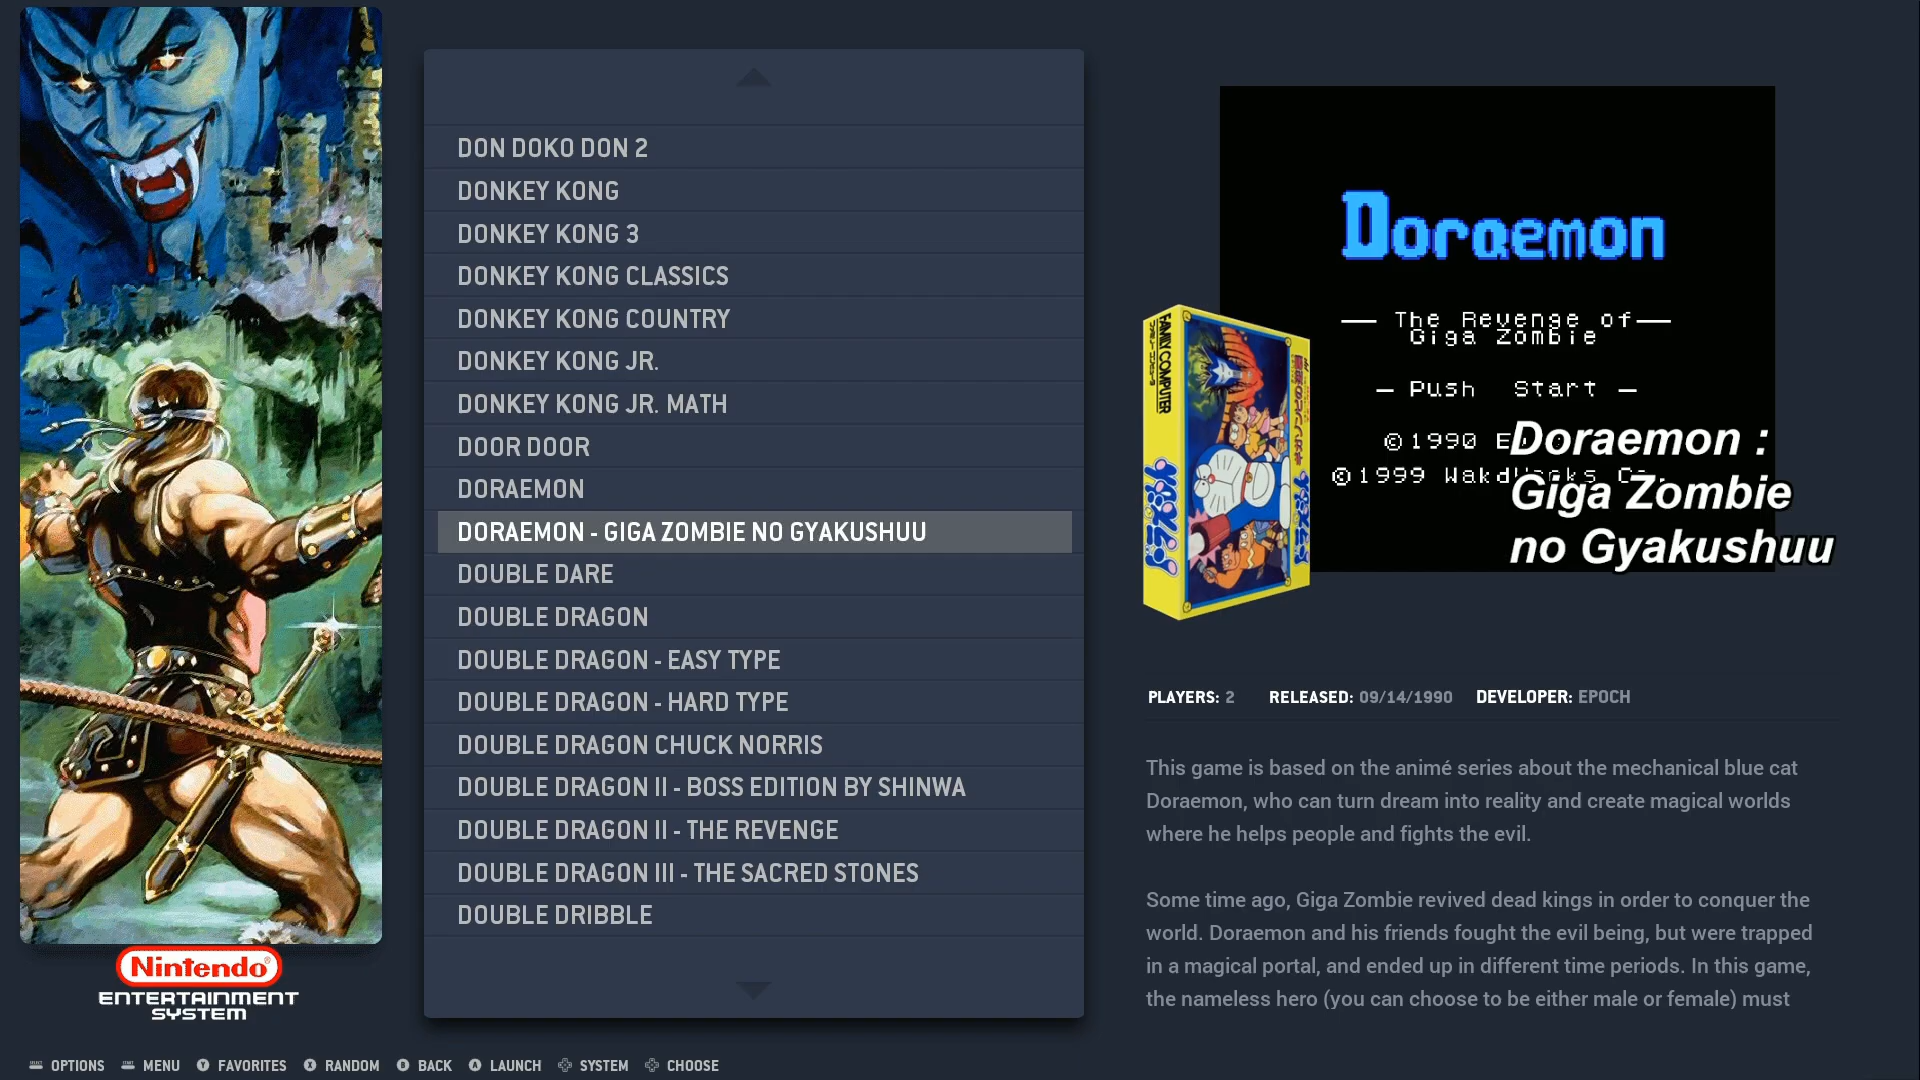 DON DOKO DON 2
DONKEY KONG
DONKEY KONG 3
DONKEY KONG CLASSICS
DONKEY KONG COUNTRY
DONKEY KONG JR.
DONKEY KONG JR. MATH
DOOR DOOR
DORAEMON
DORAEMON - GIGA ZOMBIE NO GYAKUSHUU
DOUBLE DARE
DOUBLE DRAGON
DOUBLE DRAGON - EASY TYPE
DOUBLE DRAGON - HARD TYPE
DOUBLE DRAGON CHUCK NORRIS
DOUBLE DRAGON II - BOSS EDITION BY SHINWA
DOUBLE DRAGON II - THE REVENGE
DOUBLE DRAGON III - THE SACRED STONES
DOUBLE DRIBBLE
Doraemon
The Revenge of
Giga Zombie
Push Start
©1990
©1999
FAMILY COMPUTER
Doraemon :
Giga Zombie
no Gyakushuu
PLAYERS: 2 RELEASED: 09/14/1990 DEVELOPER: EPOCH
This game is based on the animé series about the mechanical blue cat
Doraemon, who can turn dream into reality and create magical worlds
where he helps people and fights the evil.
Some time ago, Giga Zombie revived dead kings in order to conquer the
world. Doraemon and his friends fought the evil being, but were trapped
in a magical portal, and ended up in different time periods. In this game,
the nameless hero (you can choose to be either male or female) must
Nintendo®
ENTERTAINMENT
SYSTEM
SELECT OPTIONS START MENU Y FAVORITES X RANDOM B BACK A LAUNCH SYSTEM CHOOSE